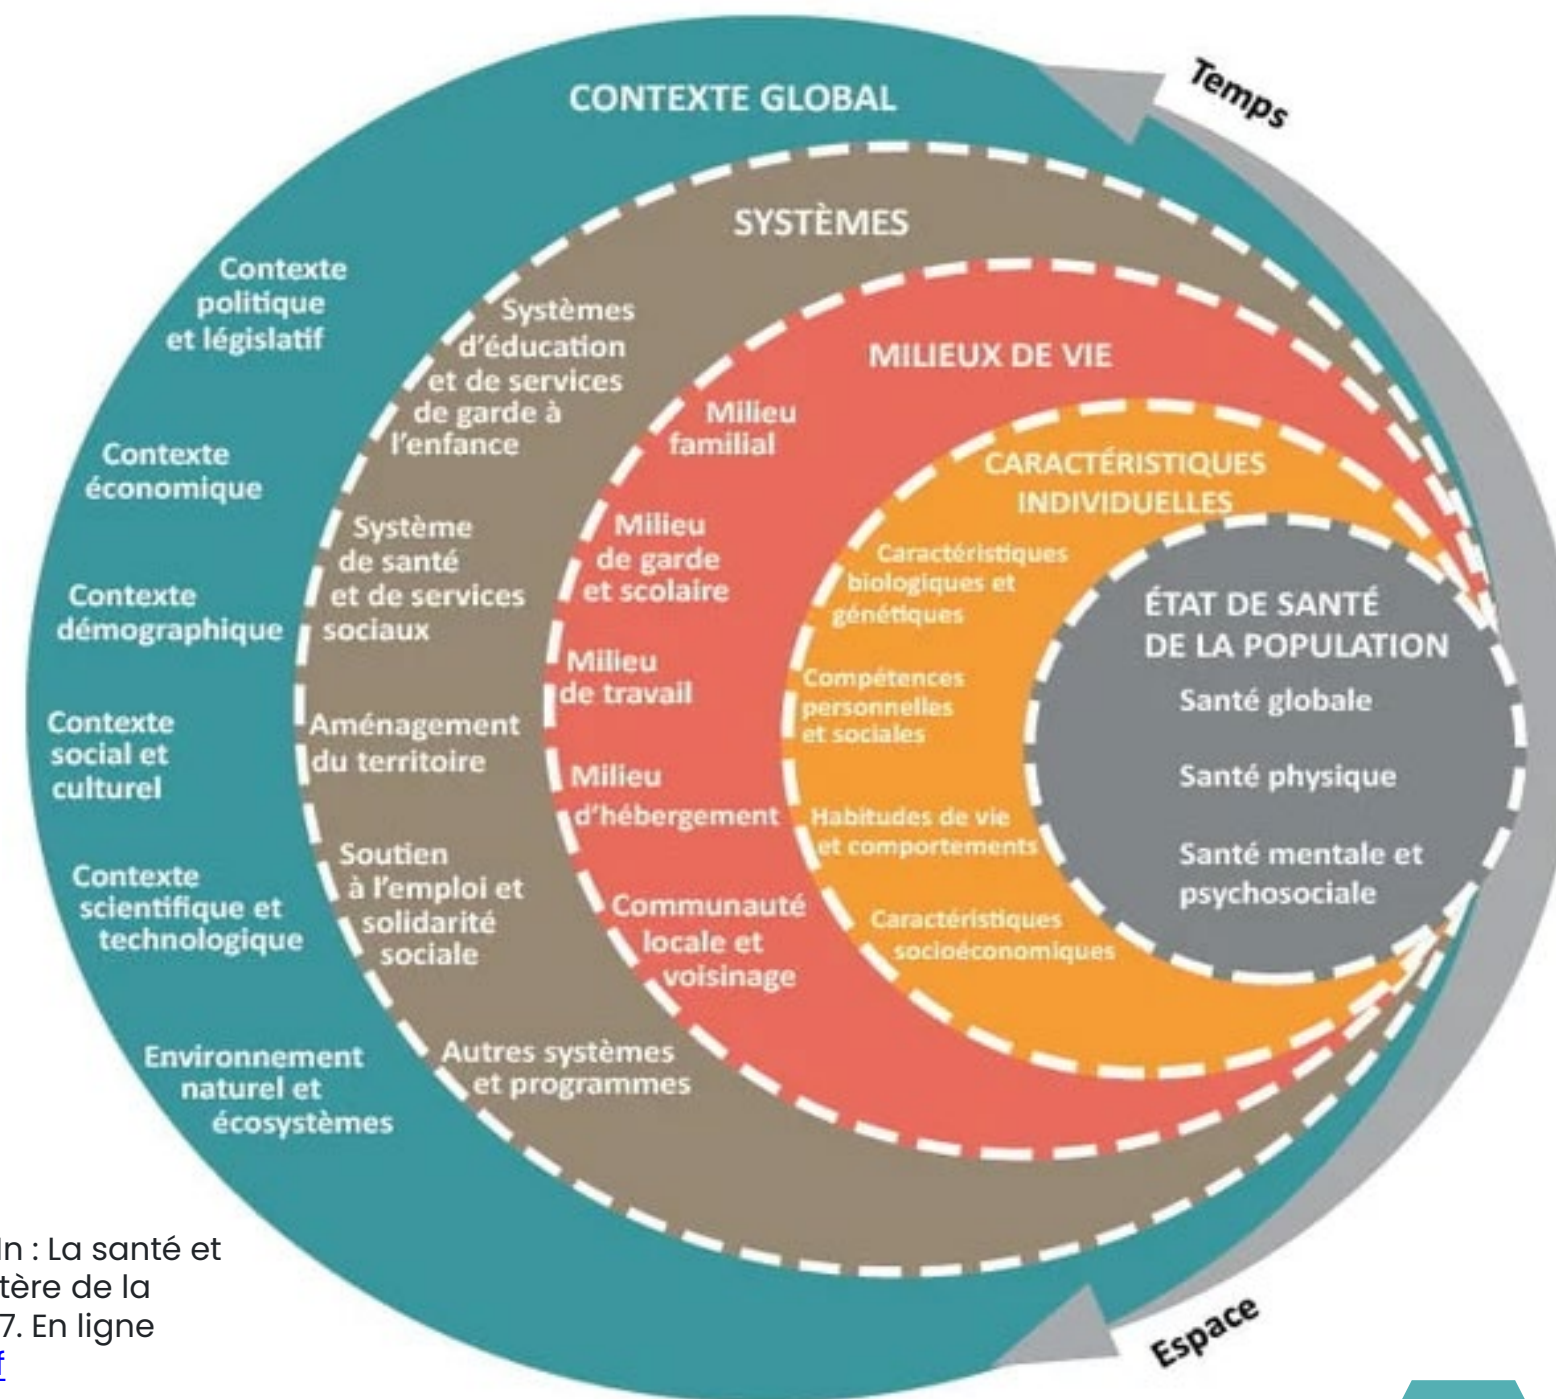 Temps
CONTEXTE GLOBAL
Contexte
politique
et législatif
Contexte
économique
Contexte
démographique
Contexte
social et
culturel
Contexte
scientifique et
technologique
Environnement
naturel et
écosystèmes
SYSTÈMES
Systèmes
d'éducation
et de services
de garde à
l'enfance
Système
de santé
et de services
sociaux
Aménagement
du territoire
Soutien
à l'emploi et
solidarité
sociale
Autres systèmes
et programmes
MILIEUX DE VIE
Milieu
familial
Milieu
de garde
et scolaire
Milieu
de travail
Milieu
d'hébergement
Communauté
locale et
voisinage
CARACTÉRISTIQUES
INDIVIDUELLES
Caractéristiques
biologiques et
génétiques
Compétences
personnelles
et sociales
Habitudes de vie
et comportements
Caractéristiques
socioéconomiques
ÉTAT DE SANTÉ
DE LA POPULATION
Santé globale
Santé physique
Santé mentale et
psychosociale
Espace
In : La santé et
tère de la
7. En ligne
f